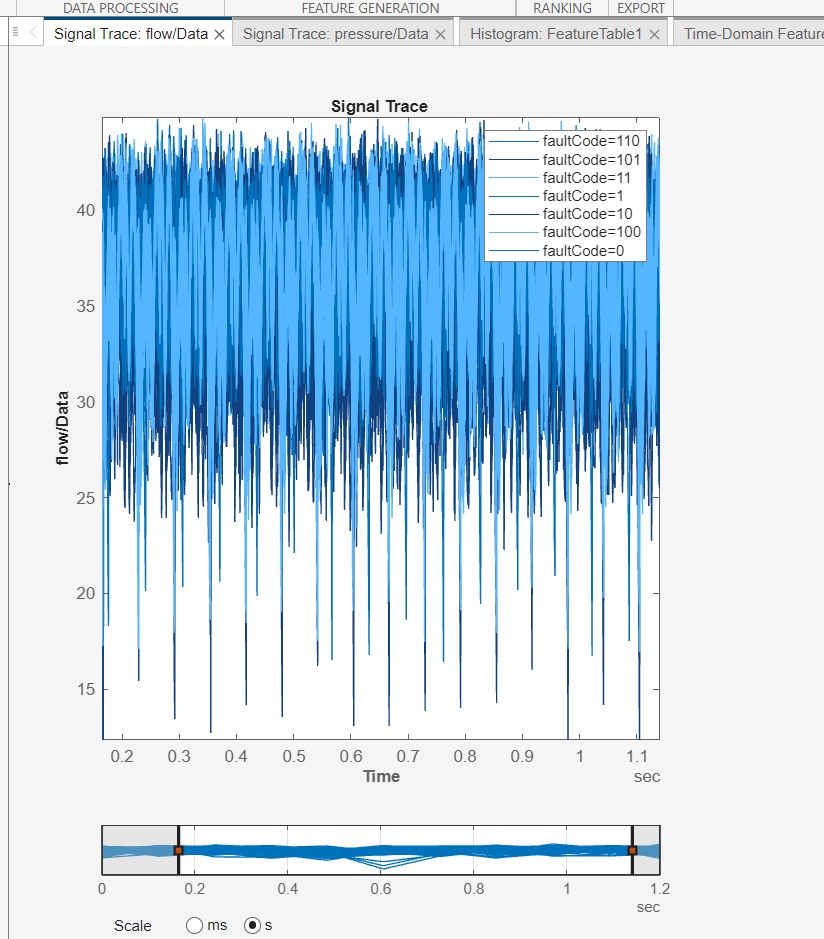 DATA PROCESSING FEATURE GENERATION RANKING EXPORT
Signal Trace: flow/Data Signal Trace: pressure/Data Histogram: FeatureTable1 Time-Domain Feature
Signal Trace
faultCode=110
faultCode=101
faultCode=11
faultCode=1
faultCode=10
faultCode=100
faultCode=0
40
35
30
25
20
15
flow/Data
0.2 0.3 0.4 0.5 0.6 0.7 0.8 0.9 1 1.1
Time
sec
0 0.2 0.4 0.6 0.8 1 1.2
sec
Scale ms s